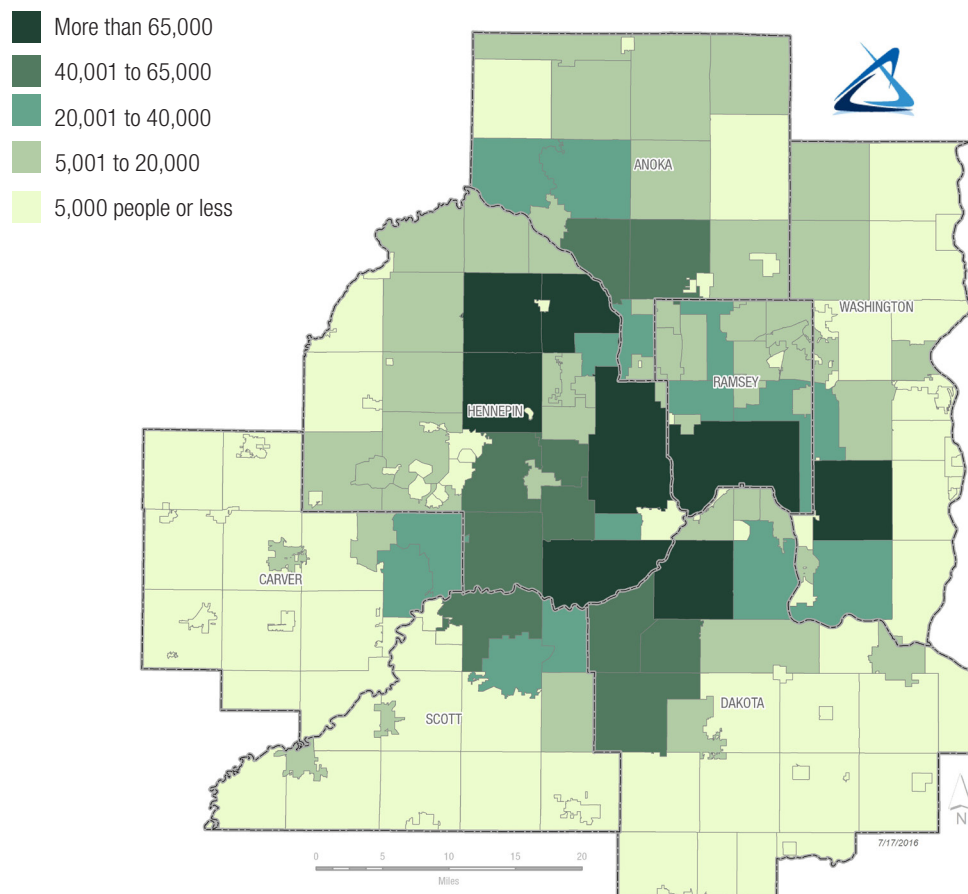 More than 65,000
40,001 to 65,000
20,001 to 40,000
5,001 to 20,000
5,000 people or less
ANOKA
WASHINGTON
RAMSEY
HENNEPIN
CARVER
DAKOTA
SCOTT
N
7/17/2016
0 5 10 15 20
Miles